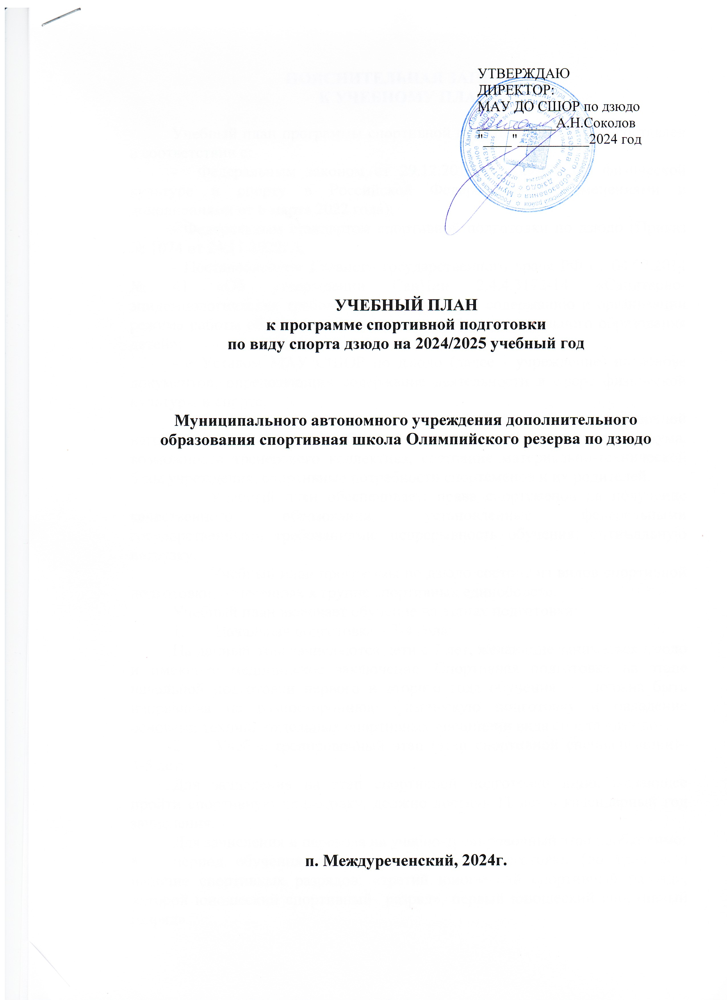 УТВЕРЖДАЮ
ДИРЕКТОР:
МАУ ДО СШОР по дзюдо
___________А.Н.Соколов
"____"__________2024 год
УЧЕБНЫЙ ПЛАН
к программе спортивной подготовки
по виду спорта дзюдо на 2024/2025 учебный год
Муниципального автономного учреждения дополнительного
образования спортивная школа Олимпийского резерва по дзюдо
п. Междуреченский, 2024г.